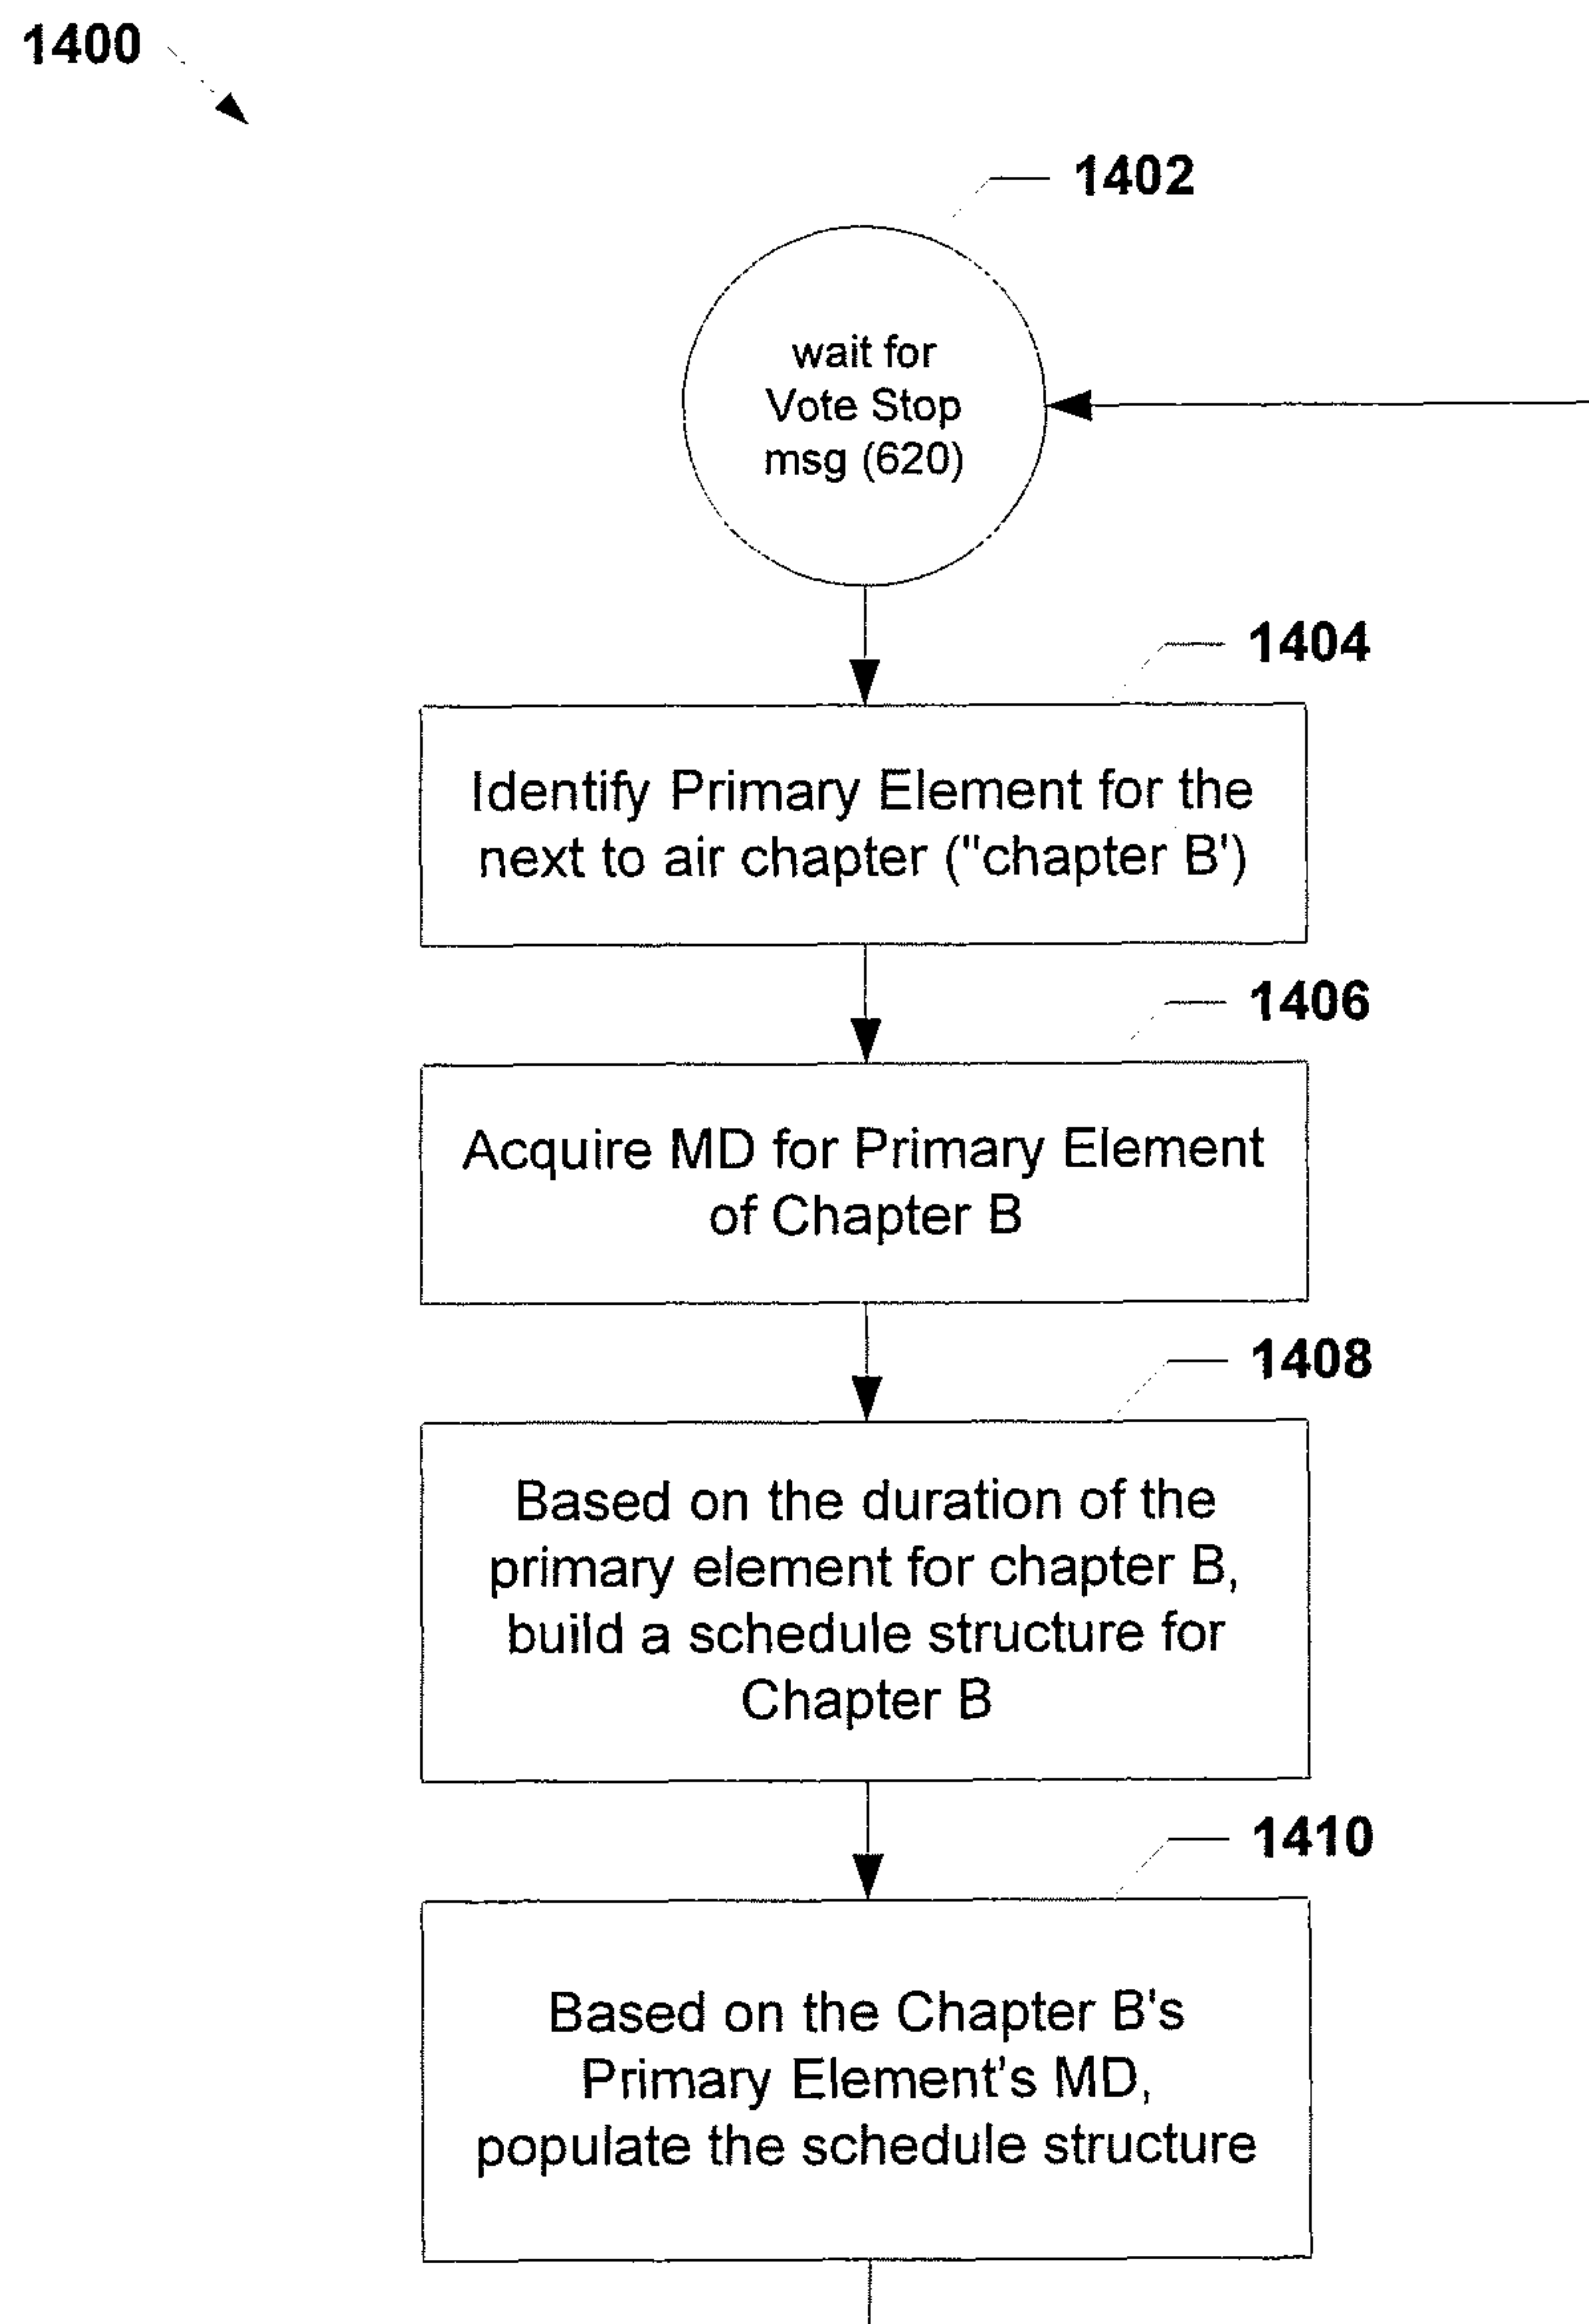 1400
1402
wait for
Vote Stop
msg (620)
1404
Identify Primary Element for the
next to air chapter ("chapter B')
1406
Acquire MD for Primary Element
of Chapter B
1408
Based on the duration of the
primary element for chapter B,
build a schedule structure for
Chapter B
1410
Based on the Chapter B's
Primary Element's MD,
populate the schedule structure